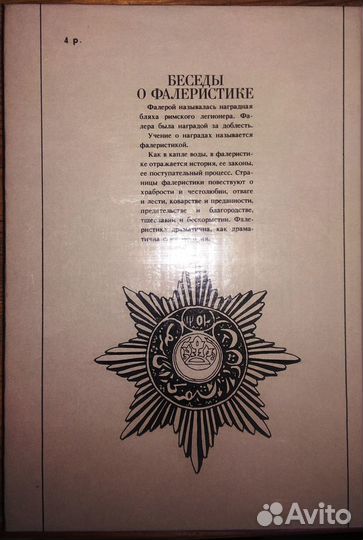 4 р.
БЕСЕДЫ
О ФАЛЕРИСТИКЕ
Фалерой называлась наградная
бляха римского легионера. Фа-
лера была наградой за доблесть.
Учение о наградах называется
фалеристикой.
Как в капле воды, в фалеристи-
ке отражается история, ее законы,
ее поступательный процесс. Стра-
ницы фалеристики повествуют о
храбрости и честолюбии, отваге
и лести, коварстве и преданности,
предательстве и благородстве,
тщеславии и бескорыстии. Фале-
ристика драматична, как драма-
тична
Avito